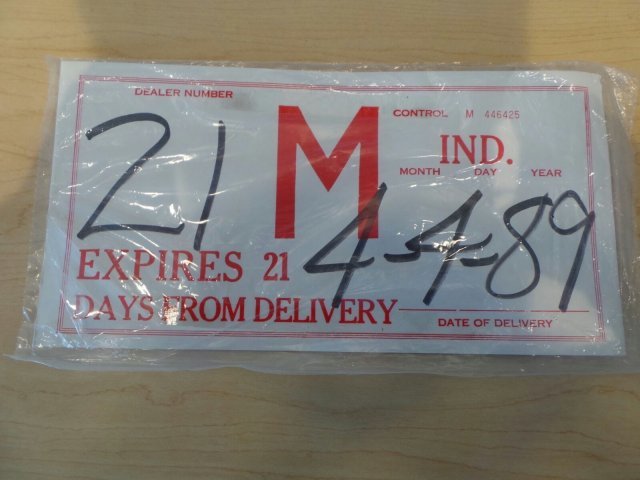 DEALER NUMBER
CONTROL M 446425
21 M IND.
MONTH DAY YEAR
4-4-89
EXPIRES 21
DAYS FROM DELIVERY
DATE OF DELIVERY